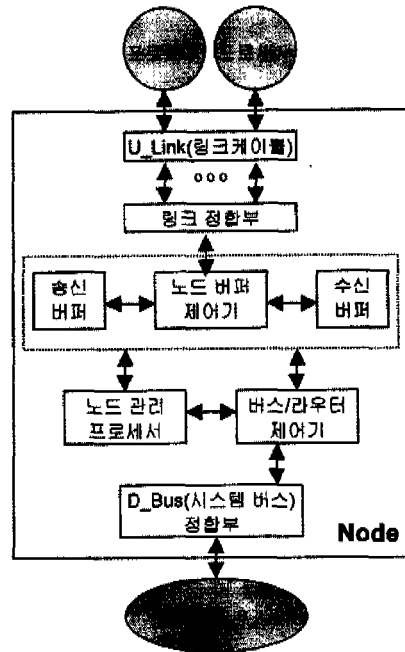 U_Link(링크케이블)
링크 정합부
송신
버퍼
노드 버퍼
제어기
수신
버퍼
노드 관리
프로세서
버스/라우터
제어기
D_Bus(시스템 버스)
정합부
Node